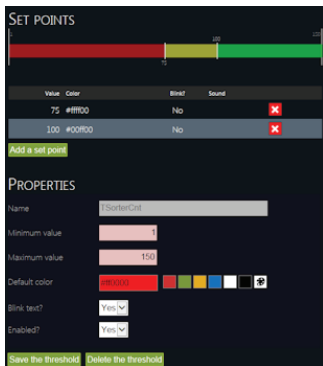 SET POINTS
100
75
Value Color Blink? Sound
75 #ffff00 No
100 #00ff00 No
Add a set point
PROPERTIES
Name TSorterCnt
Minimum value 1
Maximum value 150
Default color #ff0000
Blink text? Yes
Enabled? Yes
Save the threshold Delete the threshold